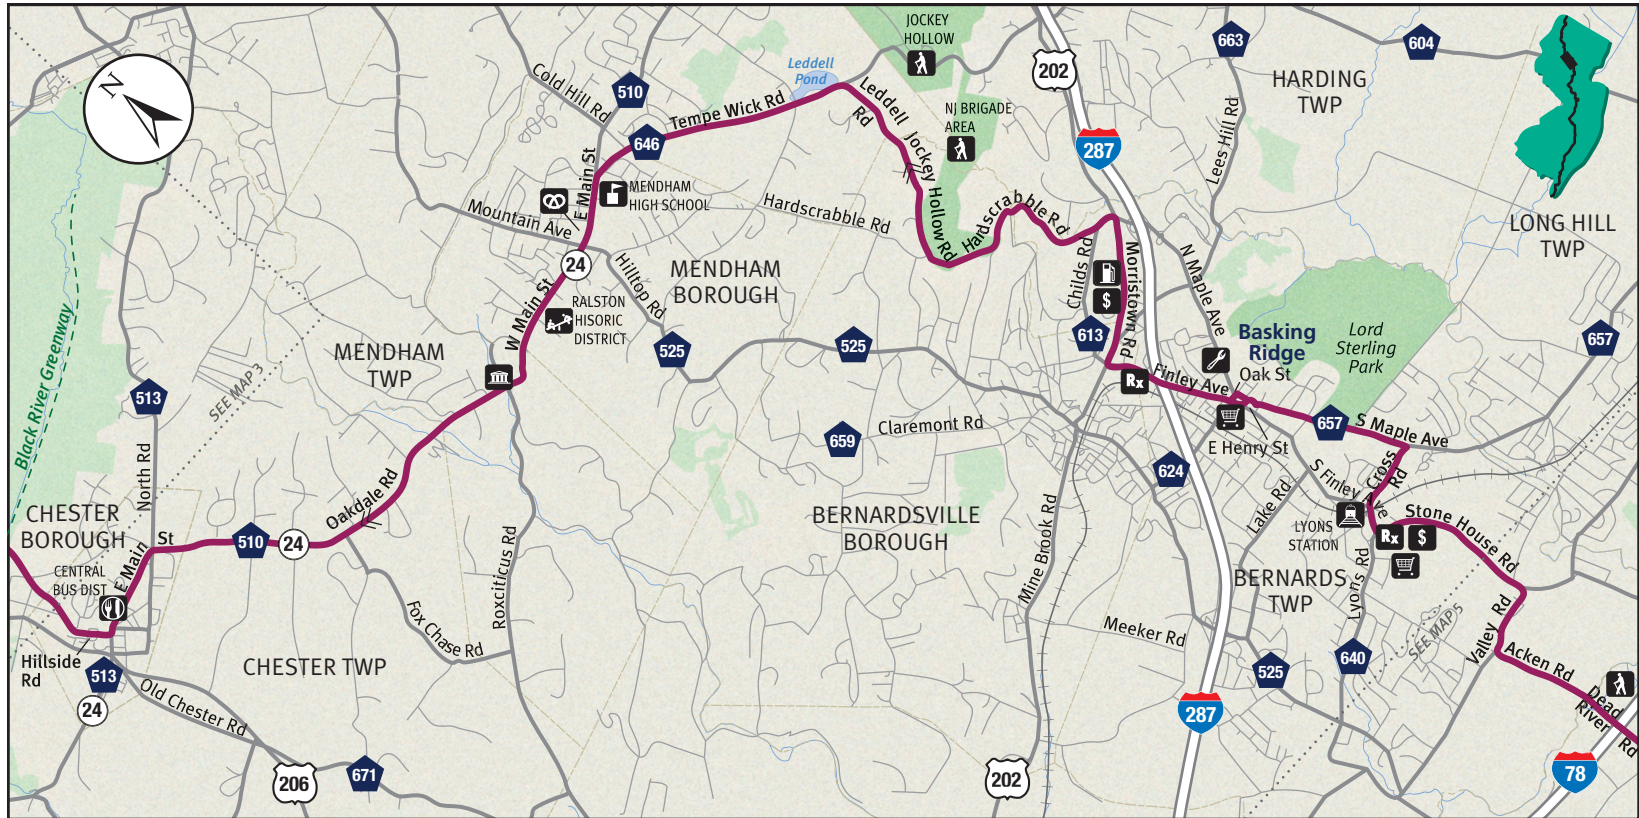 JOCKEY
HOLLOW
663
604
202
HARDING
TWP
N
Leddell
Pond
Cold Hill Rd
510
Tempe Wick Rd
Leddell
Rd
NJ BRIGADE
AREA
646
287
Lees Hill Rd
E Main St
MENDHAM
HIGH SCHOOL
Jockey
Hollow Rd
Mountain Ave
Hardscrabble Rd
Hardscrabble Rd
LONG HILL
TWP
24
Hilltop Rd
MENDHAM
BOROUGH
Childs Rd
$
Morristown Rd
N Maple Ave
W Main St
RALSTON
HISORIC
DISTRICT
Black River Greenway
SEE MAP 3
MENDHAM
TWP
525
525
613
Basking
Ridge
Oak St
Lord
Sterling
Park
657
513
Rx
Finley Ave
657
S Maple Ave
659
Claremont Rd
E Henry St
North Rd
Oakdale Rd
624
S Finley Ave
Cross
Rd
CHESTER
BOROUGH
E Main
St
510
24
Roxciticus Rd
BERNARDSVILLE
BOROUGH
Mine Brook Rd
Lake Rd
LYONS
STATION
Rx
$
Stone House Rd
CENTRAL
BUS DIST
BERNARDS
TWP
Lyons Rd
SEE MAP 5
Fox Chase Rd
Meeker Rd
Valley Rd
Hillside
Rd
513
24
CHESTER TWP
Old Chester Rd
525
640
Acken Rd
Dead
River Rd
287
206
671
202
78